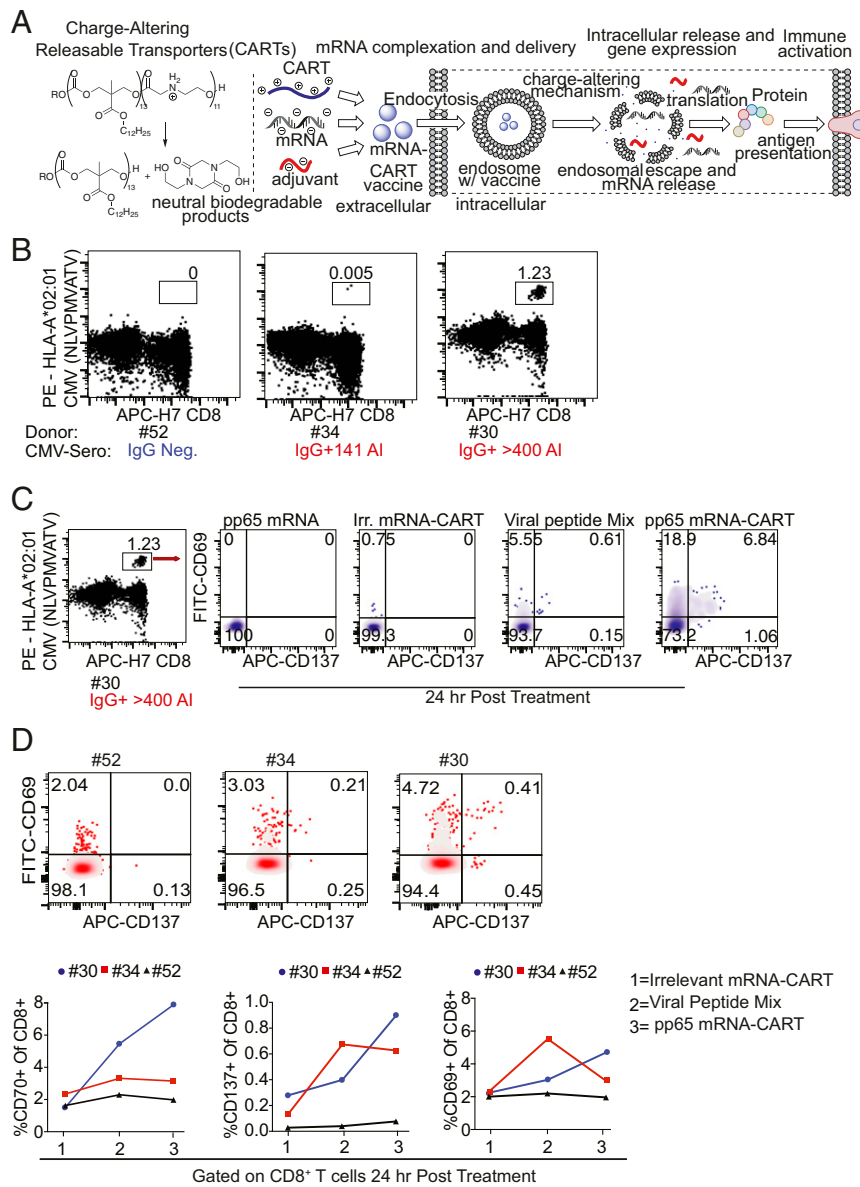 A
Charge-Altering
Releasable Transporters(CARTs)
mRNA complexation and delivery
Intracellular release and
gene expression
Immune
activation
RO
O
O
O
O
O
O
C12H25
13
O
O
N
H2
+
O
11
H
CART
mRNA
adjuvant
Endocytosis
mRNA-
CART
vaccine
extracellular
endosome
w/ vaccine
intracellular
charge-altering
mechanism
translation
Protein
antigen
presentation
endosomal escape and
mRNA release
RO
O
O
O
O
O
O
C12H25
13
H
+
HO
N
O
O
N
OH
neutral biodegradable
products
B
PE - HLA-A*02:01
CMV (NLVPMVATV)
0
0.005
1.23
APC-H7 CD8
APC-H7 CD8
APC-H7 CD8
Donor: #52 #34 #30
CMV-Sero: IgG Neg. IgG+141 AI IgG+ >400 AI
C
PE - HLA-A*02:01
CMV (NLVPMVATV)
1.23
APC-H7 CD8
#30
IgG+ >400 AI
FITC-CD69
pp65 mRNA
0 0
100 0
APC-CD137
Irr. mRNA-CART
0.75 0
99.3 0
APC-CD137
Viral peptide Mix
5.55 0.61
93.7 0.15
APC-CD137
pp65 mRNA-CART
18.9 6.84
73.2 1.06
APC-CD137
24 hr Post Treatment
D
FITC-CD69
#52
2.04 0.0
98.1 0.13
APC-CD137
#34
3.03 0.21
96.5 0.25
APC-CD137
#30
4.72 0.41
94.4 0.45
APC-CD137
#30 #34 #52
%CD70+ Of CD8+
8
6
4
2
0
1 2 3
#30 #34 #52
%CD137+ Of CD8+
1.0
0.8
0.6
0.4
0.2
0.0
1 2 3
#30 #34 #52
%CD69+ Of CD8+
8
6
4
2
0
1 2 3
1=Irrelevant mRNA-CART
2=Viral Peptide Mix
3= pp65 mRNA-CART
Gated on CD8+ T cells 24 hr Post Treatment